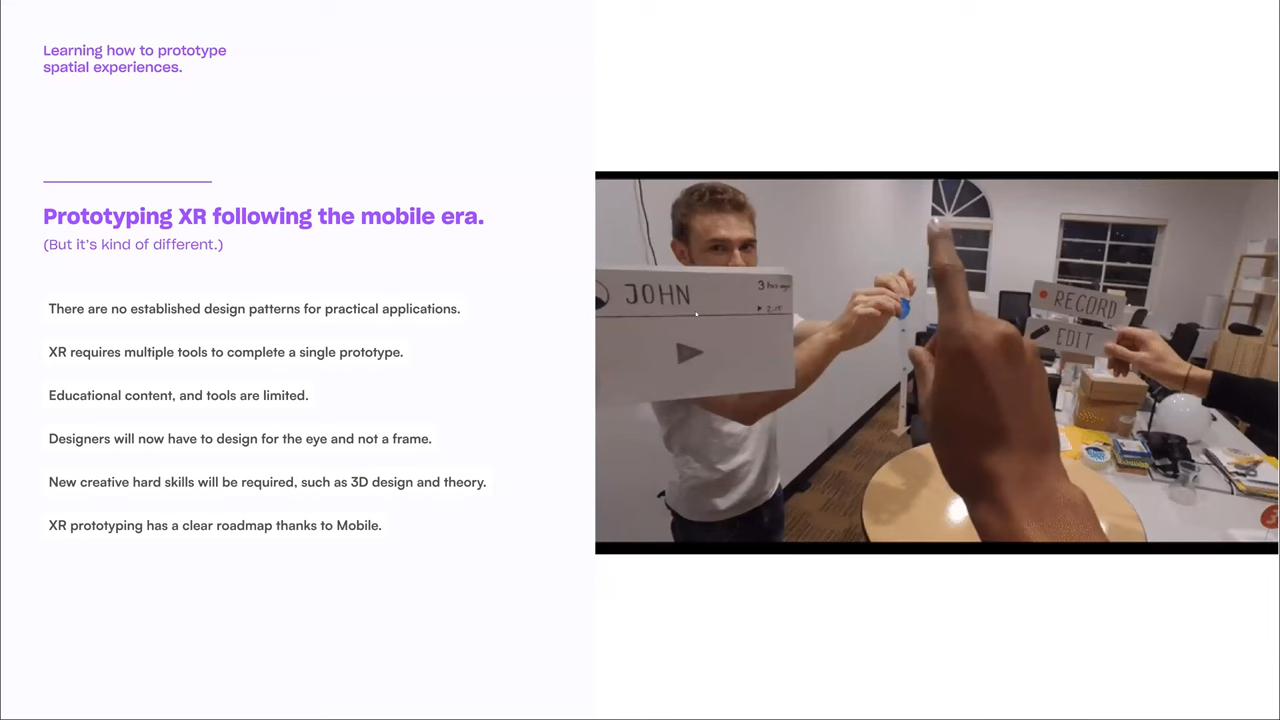 Learning how to prototype
spatial experiences.
Prototyping XR following the mobile era.
(But it's kind of different.)
There are no established design patterns for practical applications.
XR requires multiple tools to complete a single prototype.
Educational content, and tools are limited.
Designers will now have to design for the eye and not a frame.
New creative hard skills will be required, such as 3D design and theory.
XR prototyping has a clear roadmap thanks to Mobile.
JOHN
3 hrs ago
RECORD
EDIT